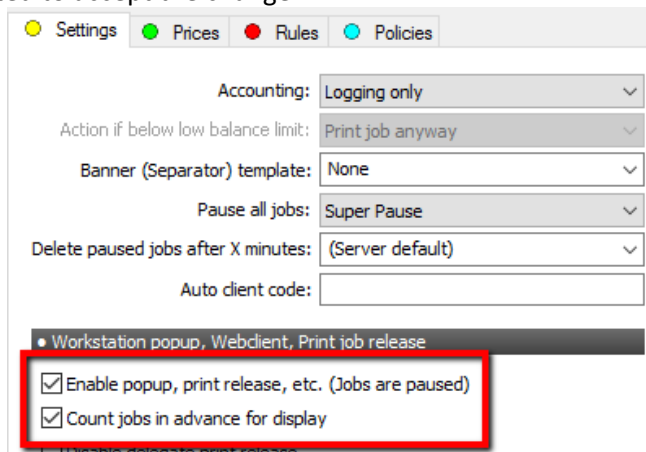 Settings Prices Rules Policies
Accounting: Logging only
Action if below low balance limit: Print job anyway
Banner (Separator) template: None
Pause all jobs: Super Pause
Delete paused jobs after X minutes: (Server default)
Auto client code:
• Workstation popup, Webclient, Print job release
Enable popup, print release, etc. (Jobs are paused)
Count jobs in advance for display